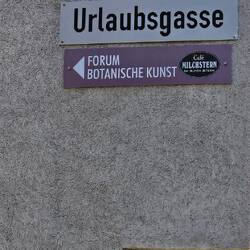 Urlaubsgasse
FORUM
BOTANISCHE KUNST
Café
MILCHSTERN